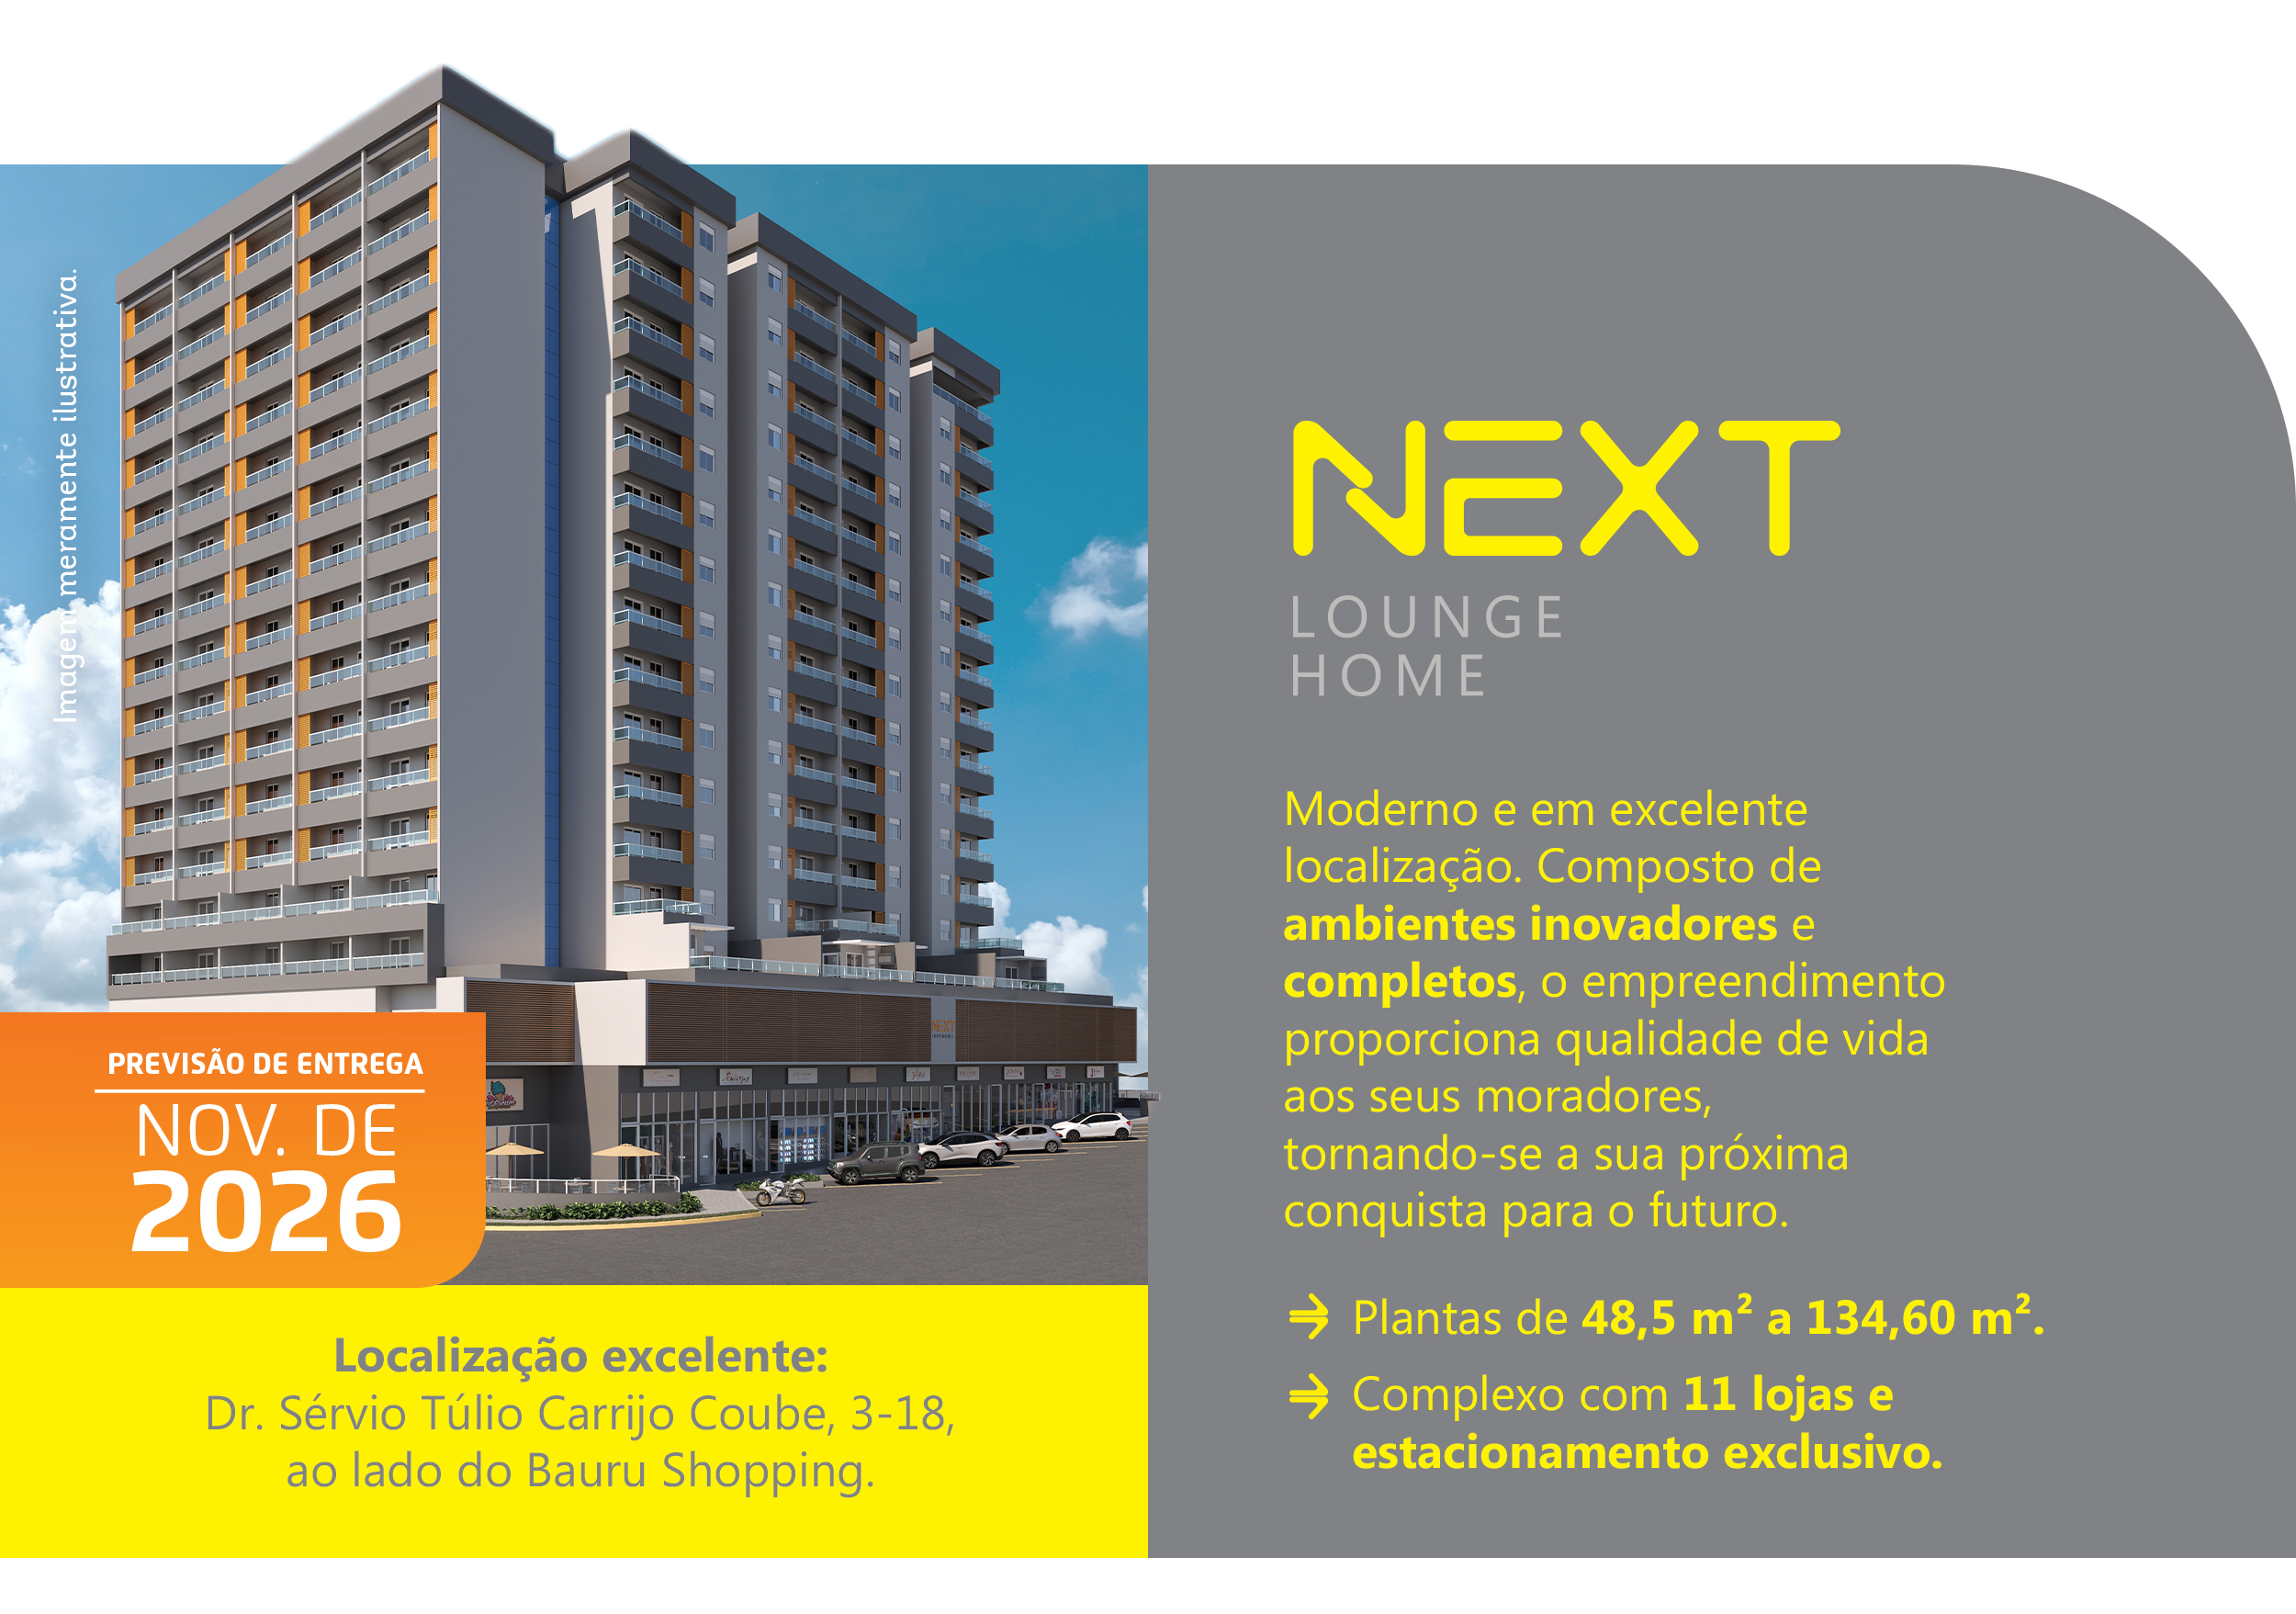 Imagem meramente ilustrativa.
PREVISÃO DE ENTREGA
NOV. DE
2026
Localização excelente:
Dr. Sérvio Túlio Carrijo Coube, 3-18,
ao lado do Bauru Shopping.
NEXT
NEXT
LOUNGE
HOME
Moderno e em excelente
localização. Composto de
ambientes inovadores e
completos, o empreendimento
proporciona qualidade de vida
aos seus moradores,
tornando-se a sua próxima
conquista para o futuro.
Plantas de 48,5 m² a 134,60 m².
Complexo com 11 lojas e
estacionamento exclusivo.